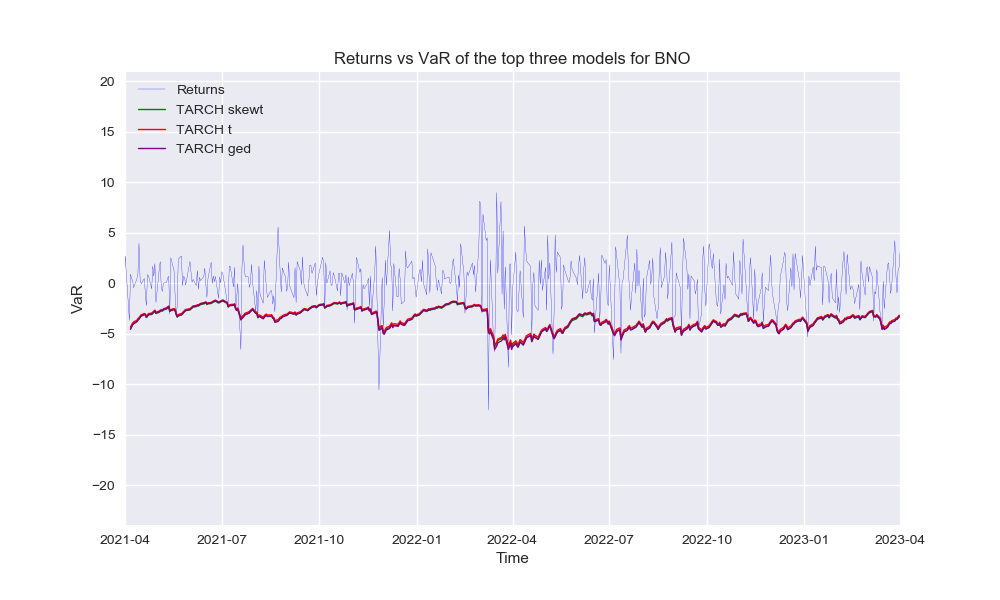 Returns vs VaR of the top three models for BNO
Returns
TARCH skewt
TARCH t
TARCH ged
20
15
10
5
0
−5
−10
−15
−20
VaR
2021-04 2021-07 2021-10 2022-01 2022-04 2022-07 2022-10 2023-01 2023-04
Time